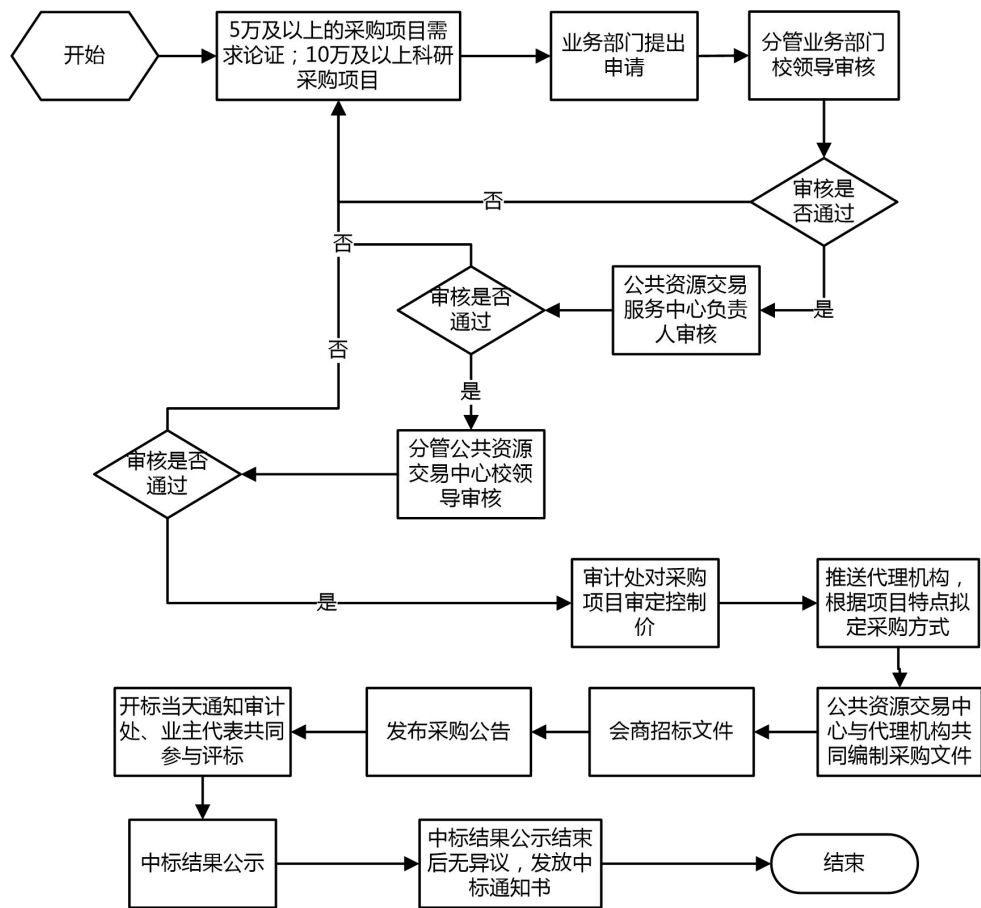 开始
5万及以上的采购项目需
求论证；10万及以上科研
采购项目
业务部门提出
申请
分管业务部门
校领导审核
审核是
否通过
否
是
公共资源交易
服务中心负责
人审核
审核是否
通过
否
是
分管公共资源
交易中心校领
导审核
审核是否
通过
否
是
审计处对采购
项目审定控制
价
推送代理机构，
根据项目特点拟
定采购方式
公共资源交易中
心与代理机构共
同编制采购文件
会商招标文件
发布采购公告
开标当天通知审计
处、业主代表共同
参与评标
中标结果公示
中标结果公示结束
后无异议，发放中
标通知书
结束